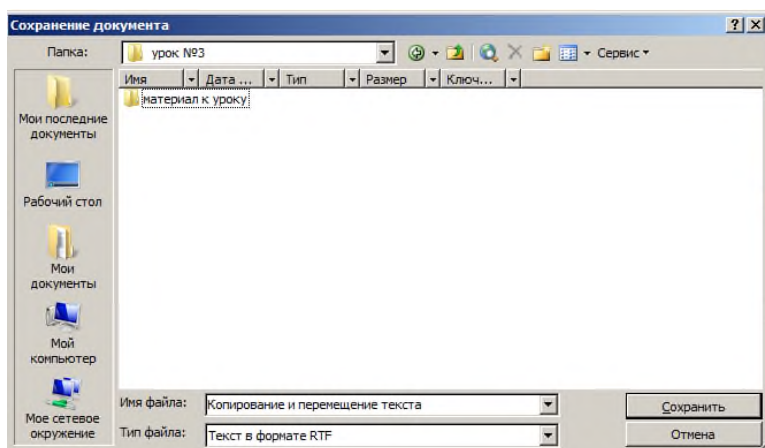 Сохранение документа
Папка:
урок №3
Сервис
Имя
Дата ...
Тип
Размер
Ключ...
материал к уроку
Мои последние
документы
Рабочий стол
Мои
документы
Мой
компьютер
Мое сетевое
окружение
Имя файла:
Копирование и перемещение текста
Сохранить
Тип файла:
Текст в формате RTF
Отмена